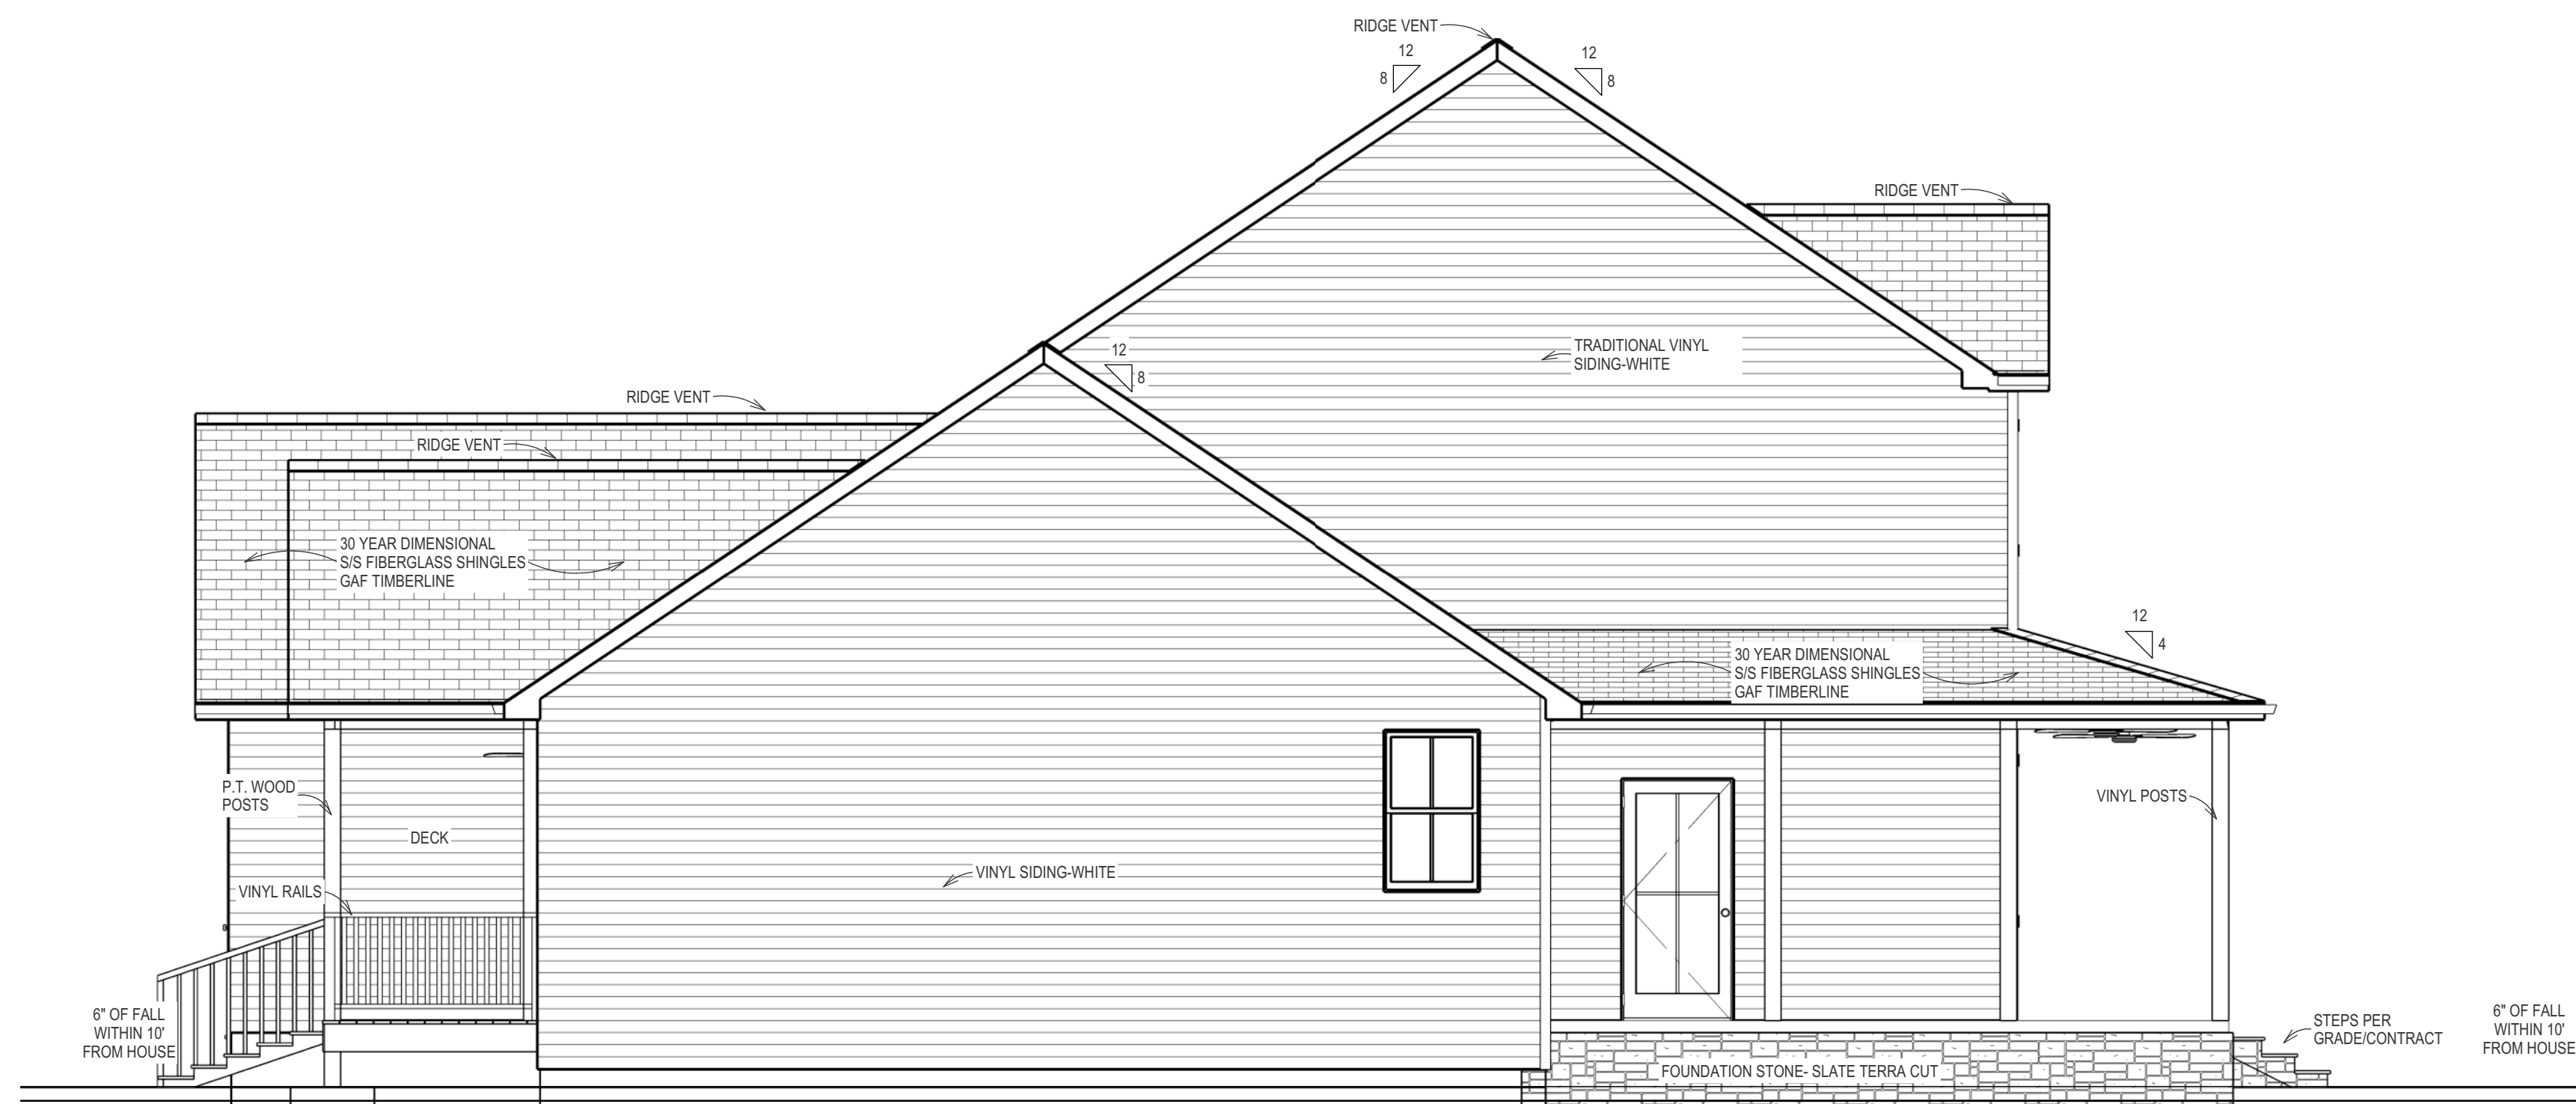 RIDGE VENT
12
8
12
8
RIDGE VENT
TRADITIONAL VINYL
SIDING-WHITE
12
8
RIDGE VENT
RIDGE VENT
30 YEAR DIMENSIONAL
S/S FIBERGLASS SHINGLES
GAF TIMBERLINE
12
4
30 YEAR DIMENSIONAL
S/S FIBERGLASS SHINGLES
GAF TIMBERLINE
P.T. WOOD
POSTS
DECK
VINYL POSTS
VINYL RAILS
VINYL SIDING-WHITE
6" OF FALL
WITHIN 10'
FROM HOUSE
STEPS PER
GRADE/CONTRACT
6" OF FALL
WITHIN 10'
FROM HOUSE
FOUNDATION STONE- SLATE TERRA CUT